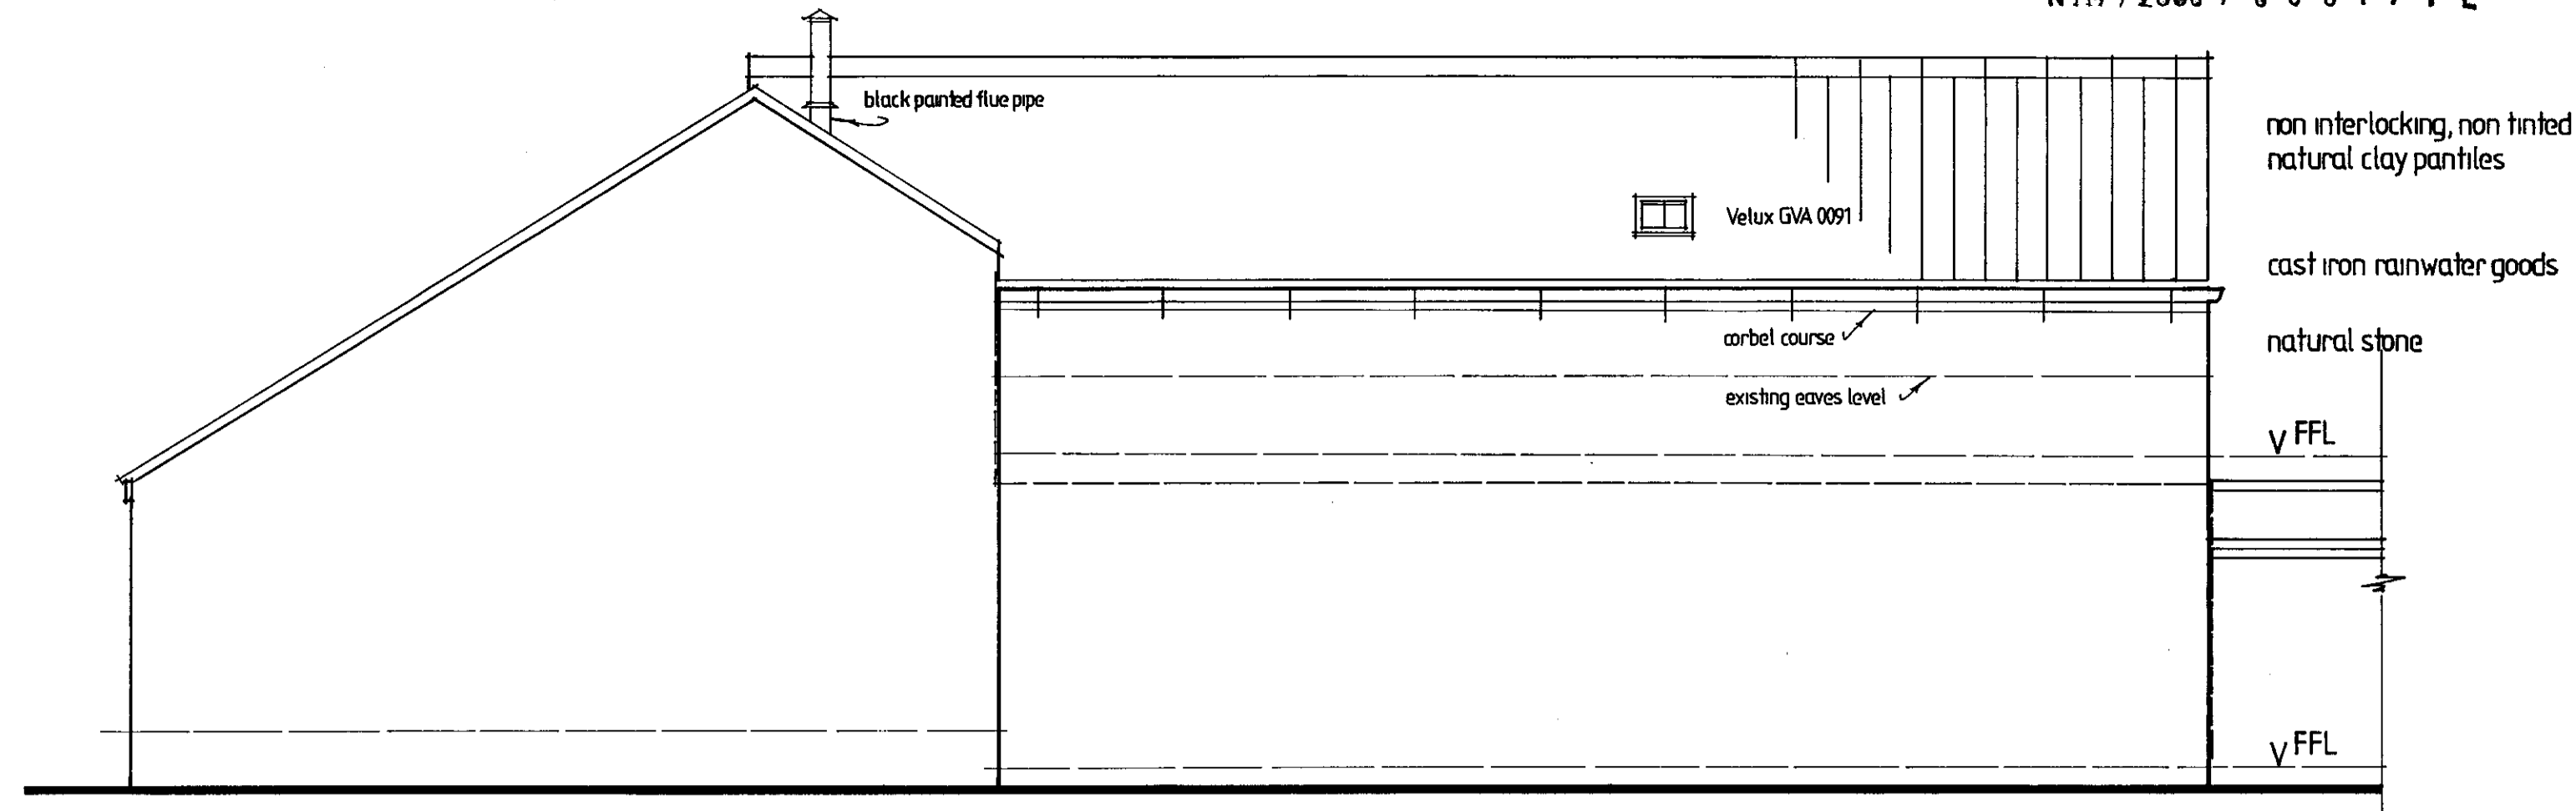 black painted flue pipe
non interlocking, non tinted
natural clay pantiles
Velux GVA 0091
cast iron rainwater goods
corbel course
natural stone
existing eaves level
FFL
FFL